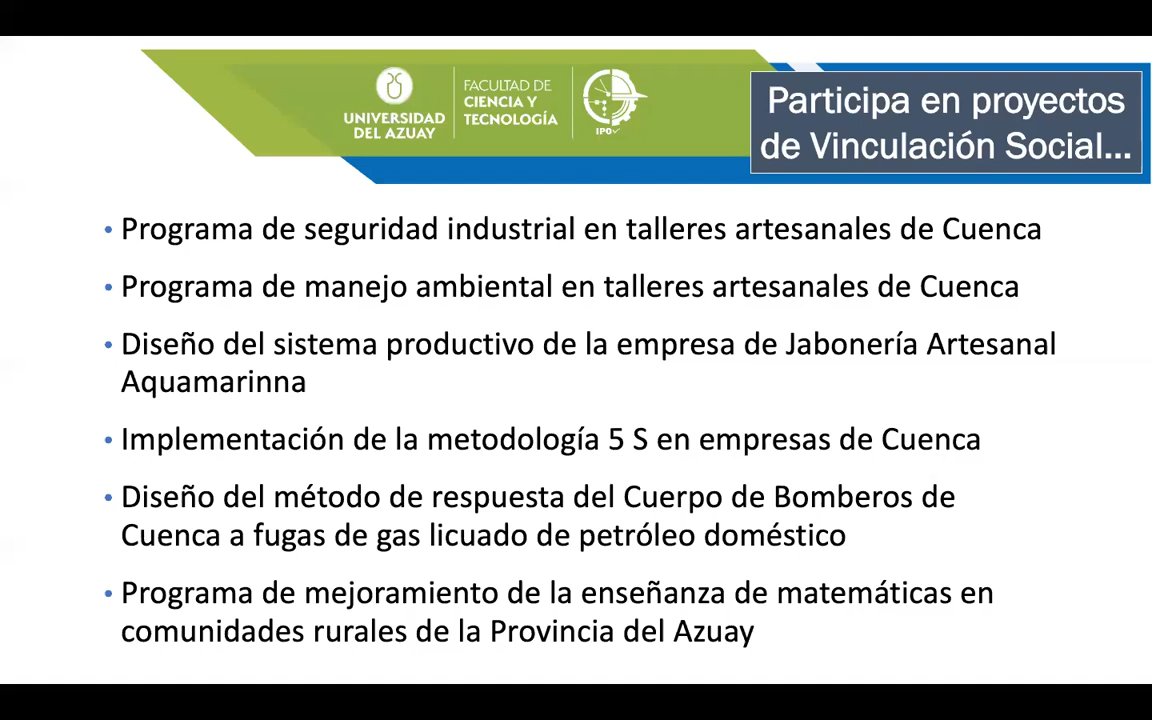 UNIVERSIDAD
DEL AZUAY
FACULTAD DE
CIENCIA Y
TECNOLOGÍA
IPO
Participa en proyectos
de Vinculación Social...
• Programa de seguridad industrial en talleres artesanales de Cuenca
• Programa de manejo ambiental en talleres artesanales de Cuenca
• Diseño del sistema productivo de la empresa de Jabonería Artesanal
Aquamarinna
• Implementación de la metodología 5 S en empresas de Cuenca
• Diseño del método de respuesta del Cuerpo de Bomberos de
Cuenca a fugas de gas licuado de petróleo doméstico
• Programa de mejoramiento de la enseñanza de matemáticas en
comunidades rurales de la Provincia del Azuay